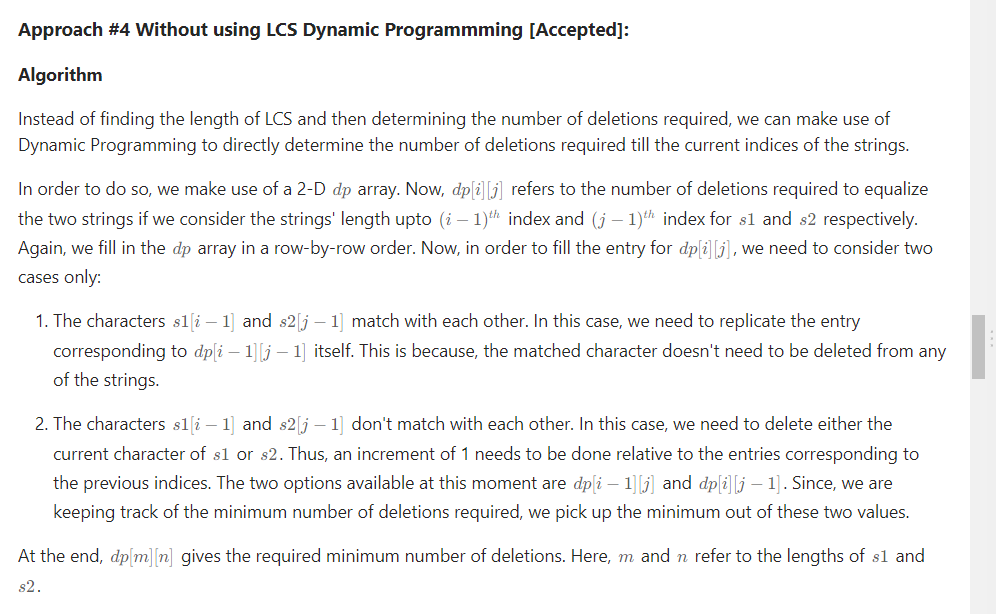 Approach #4 Without using LCS Dynamic Programmming [Accepted]:
Algorithm
Instead of finding the length of LCS and then determining the number of deletions required, we can make use of
Dynamic Programming to directly determine the number of deletions required till the current indices of the strings.
In order to do so, we make use of a 2-D dp array. Now, dp[i][j] refers to the number of deletions required to equalize
the two strings if we consider the strings' length upto (i − 1)th index and (j − 1)th index for s1 and s2 respectively.
Again, we fill in the dp array in a row-by-row order. Now, in order to fill the entry for dp[i][j], we need to consider two
cases only:
1. The characters s1[i − 1] and s2[j − 1] match with each other. In this case, we need to replicate the entry
corresponding to dp[i − 1][j − 1] itself. This is because, the matched character doesn't need to be deleted from any
of the strings.
2. The characters s1[i − 1] and s2[j − 1] don't match with each other. In this case, we need to delete either the
current character of s1 or s2. Thus, an increment of 1 needs to be done relative to the entries corresponding to
the previous indices. The two options available at this moment are dp[i − 1][j] and dp[i][j − 1]. Since, we are
keeping track of the minimum number of deletions required, we pick up the minimum out of these two values.
At the end, dp[m][n] gives the required minimum number of deletions. Here, m and n refer to the lengths of s1 and
s2.